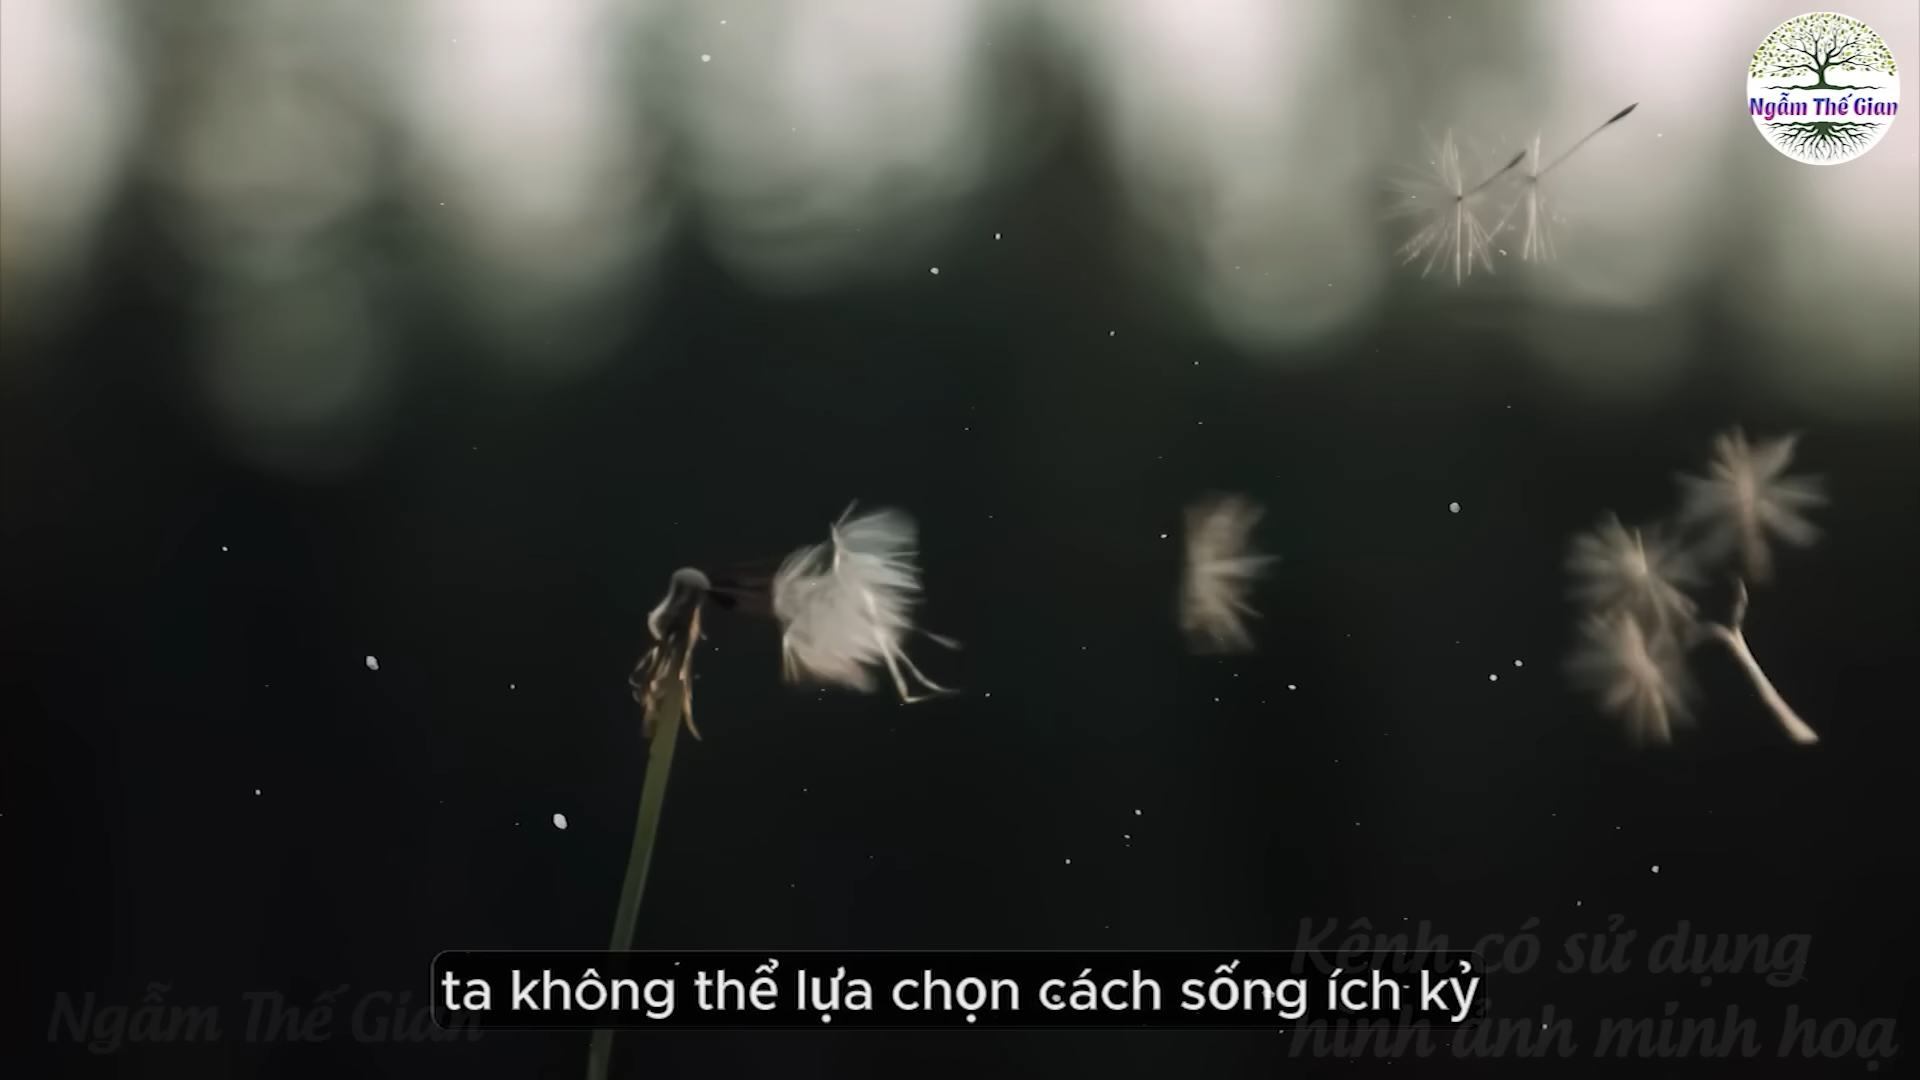 Ngẫm Thế Gian
Kênh có sử dụng
ta không thể lựa chọn cách sống ích kỷ
Ngẫm Thế Gian
hình ảnh minh hoạ